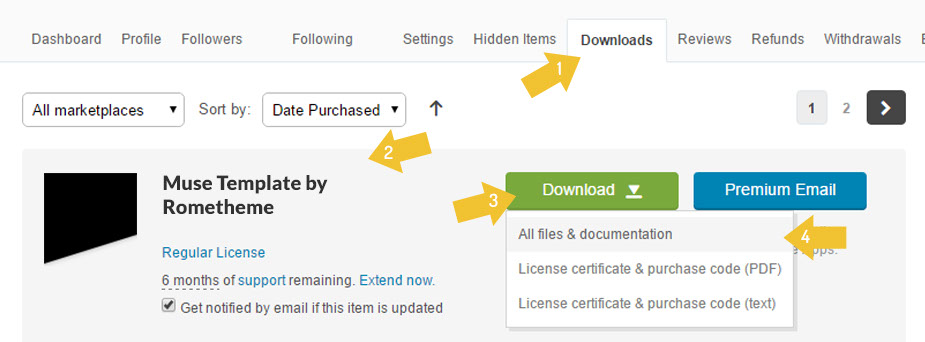 Dashboard Profile Followers Following Settings Hidden Items Downloads Reviews Refunds Withdrawals
1
All marketplaces Sort by: Date Purchased 1 2
2
Muse Template by
Rometheme
Download Premium Email
3
All files & documentation
4
Regular License
License certificate & purchase code (PDF)
6 months of support remaining. Extend now.
License certificate & purchase code (text)
Get notified by email if this item is updated